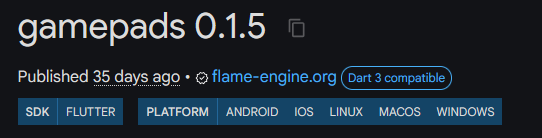 gamepads 0.1.5
Published 35 days ago • flame-engine.org Dart 3 compatible
SDK FLUTTER PLATFORM ANDROID IOS LINUX MACOS WINDOWS